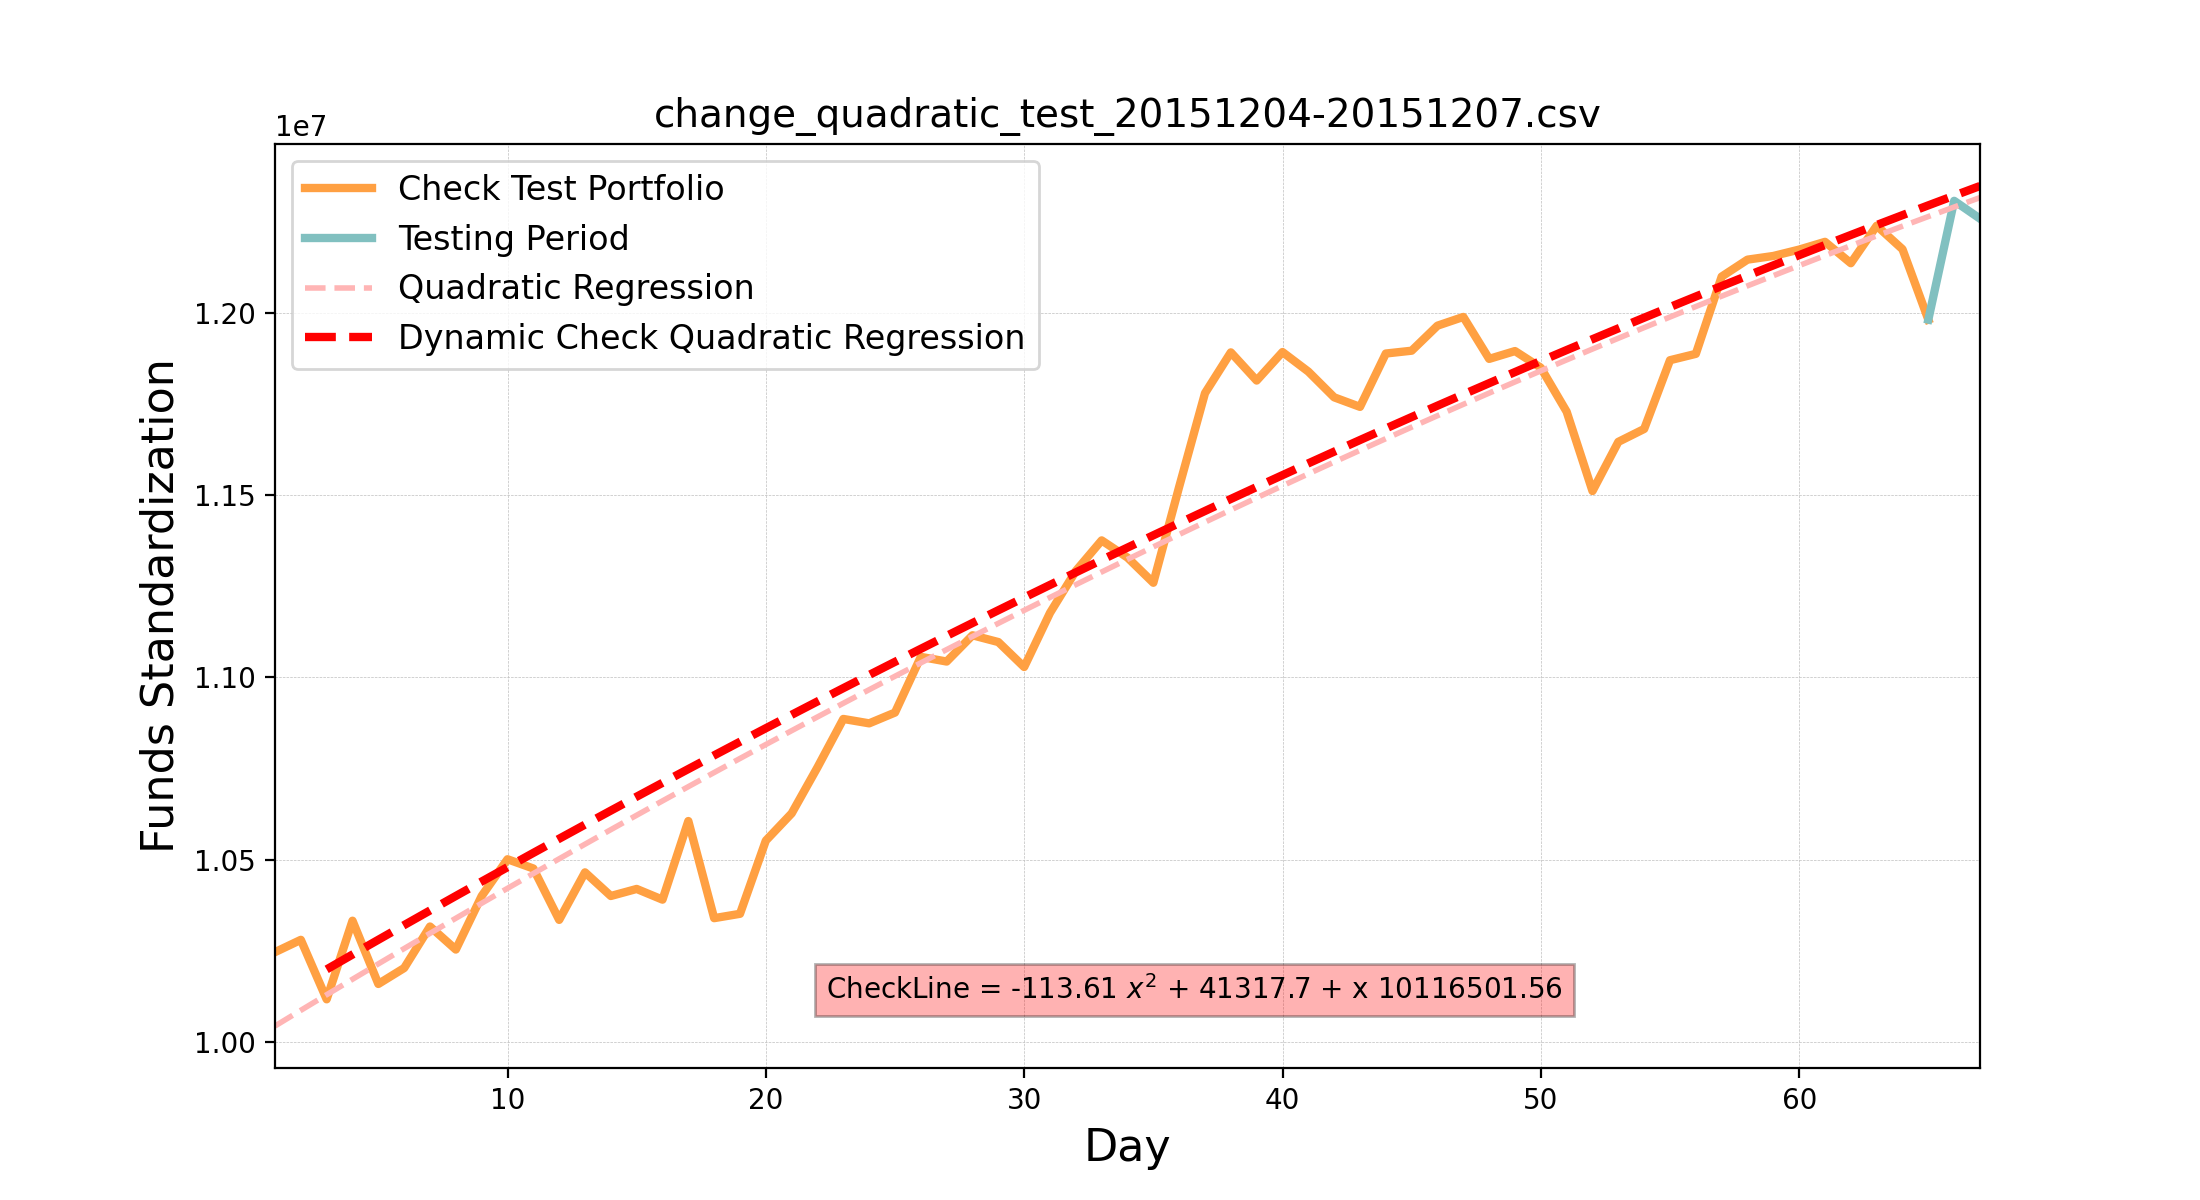 change_quadratic_test_20151204-20151207.csv
1e7
Check Test Portfolio
Testing Period
Quadratic Regression
Dynamic Check Quadratic Regression
Funds Standardization
1.20
1.15
1.10
1.05
1.00
CheckLine = -113.61 x² + 41317.7 + x 10116501.56
10 20 30 40 50 60
Day